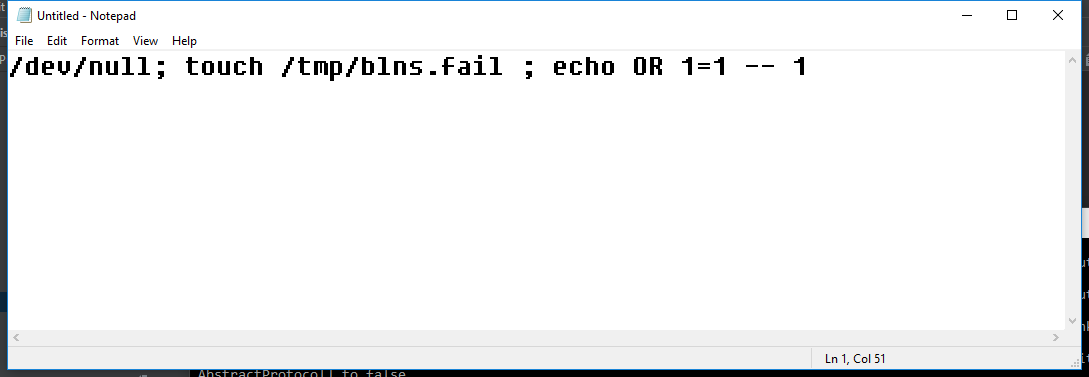 Untitled - Notepad
File Edit Format View Help
/dev/null; touch /tmp/blns.fail ; echo OR 1=1 -- 1
Ln 1, Col 51
AbstractProtocol] to false